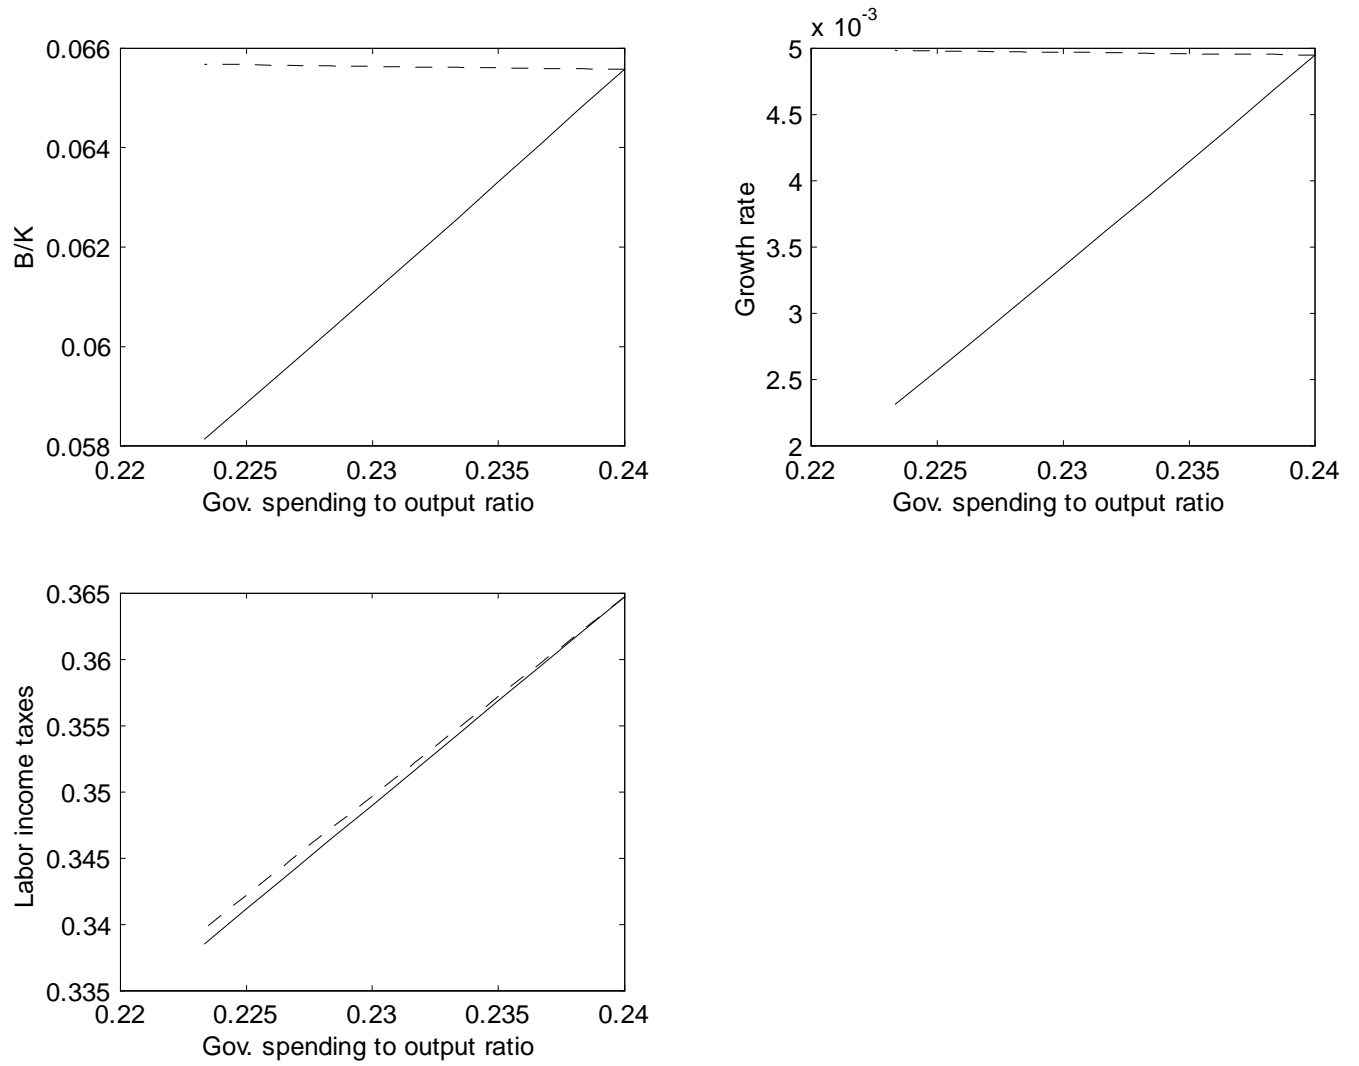 x 10-3
0.066
0.064
0.062
0.06
0.058
B/K
0.22 0.225 0.23 0.235 0.24
Gov. spending to output ratio
5
4.5
4
3.5
3
2.5
2
Growth rate
0.22 0.225 0.23 0.235 0.24
Gov. spending to output ratio
0.365
0.36
0.355
0.35
0.345
0.34
0.335
Labor income taxes
0.22 0.225 0.23 0.235 0.24
Gov. spending to output ratio